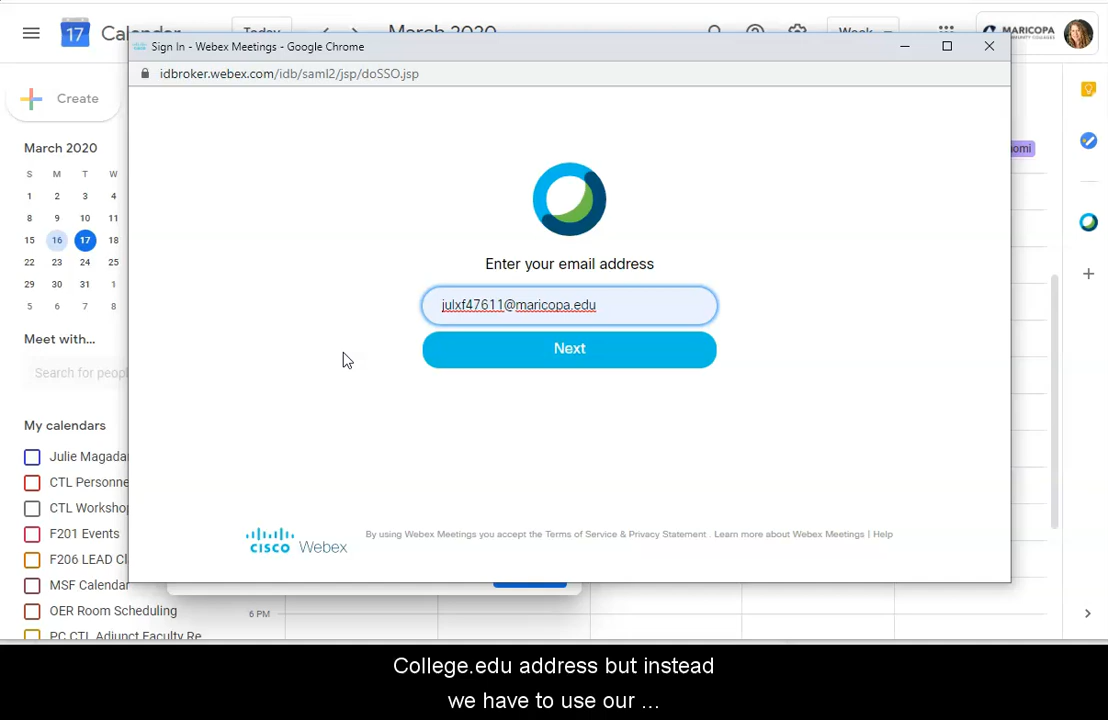 Sign In - Webex Meetings - Google Chrome
idbroker.webex.com/idb/saml2/jsp/doSSO.jsp
17
Week
MARICOPA
Create
March 2020
S M T W
1 2 3 4
8 9 10 11
15 16 17 18
22 23 24 25
29 30 31 1
5 6 7 8
Meet with...
Search for peopl
My calendars
Julie Magada
CTL Personne
CTL Workshop
F201 Events
F206 LEAD Cl
MSF Calendar
OER Room Scheduling
PC CTL Adjunct Faculty Re
Enter your email address
julxf47611@maricopa.edu
Next
CISCO Webex
By using Webex Meetings you accept the Terms of Service & Privacy Statement . Learn more about Webex Meetings | Help
6 PM
College.edu address but instead
we have to use our ...